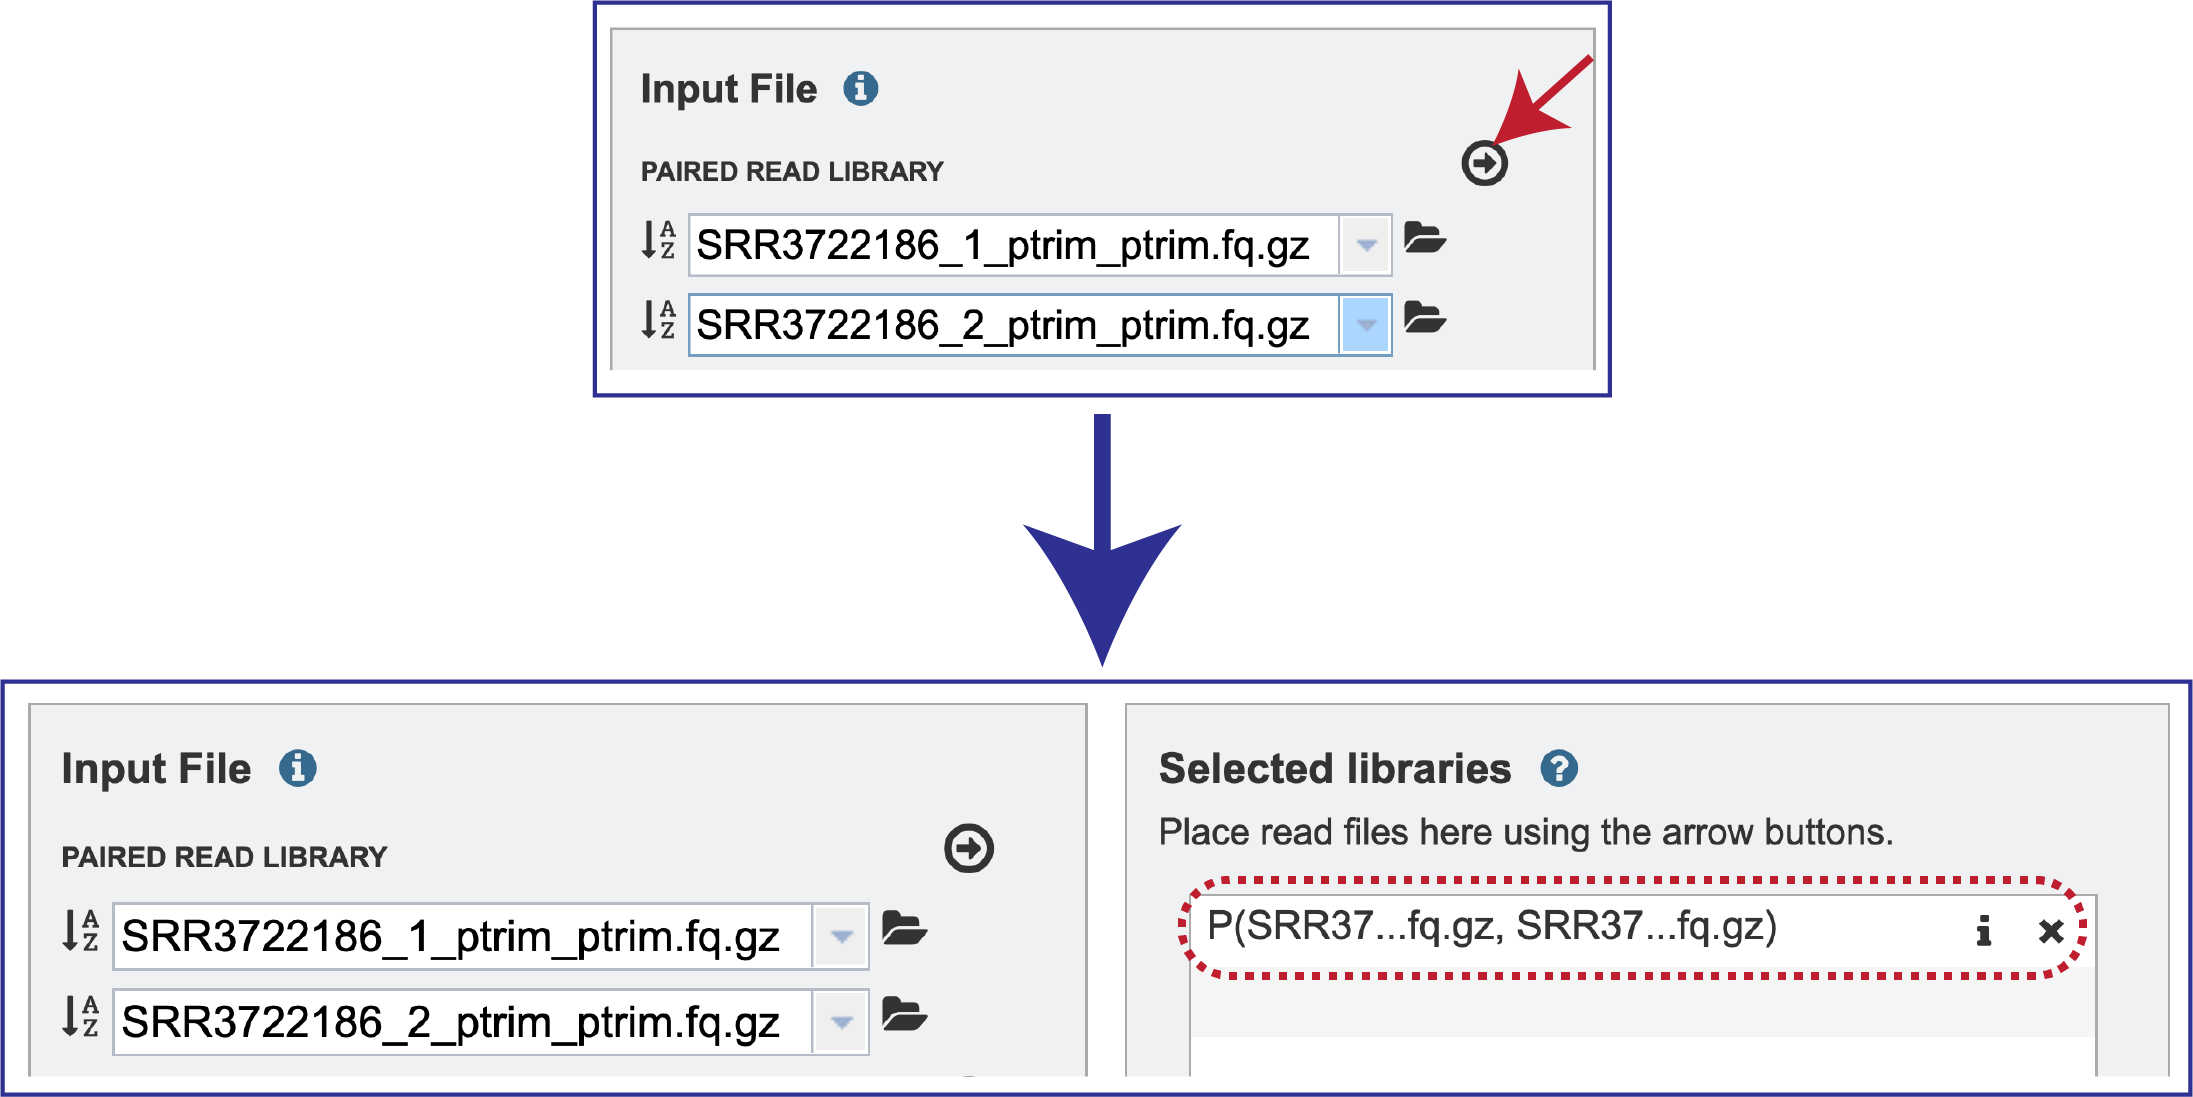 Input File
PAIRED READ LIBRARY
SRR3722186_1_ptrim_ptrim.fq.gz
SRR3722186_2_ptrim_ptrim.fq.gz
Input File
PAIRED READ LIBRARY
SRR3722186_1_ptrim_ptrim.fq.gz
SRR3722186_2_ptrim_ptrim.fq.gz
Selected libraries
Place read files here using the arrow buttons.
P(SRR37...fq.gz, SRR37...fq.gz)